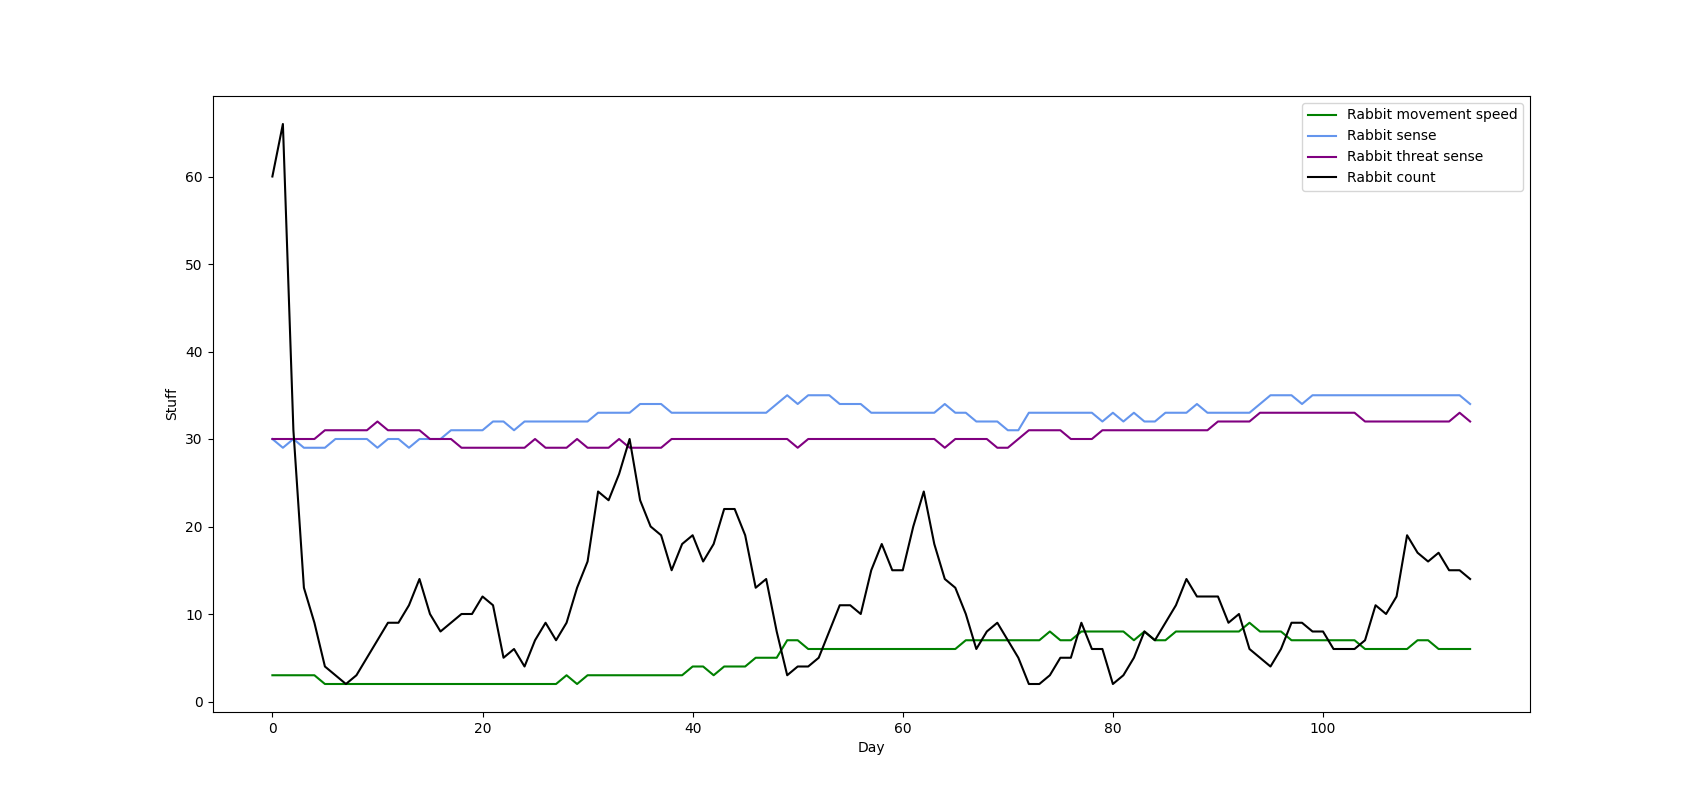 Rabbit movement speed
Rabbit sense
Rabbit threat sense
Rabbit count
60
50
40
30
20
10
0
Stuff
0 20 40 60 80 100
Day